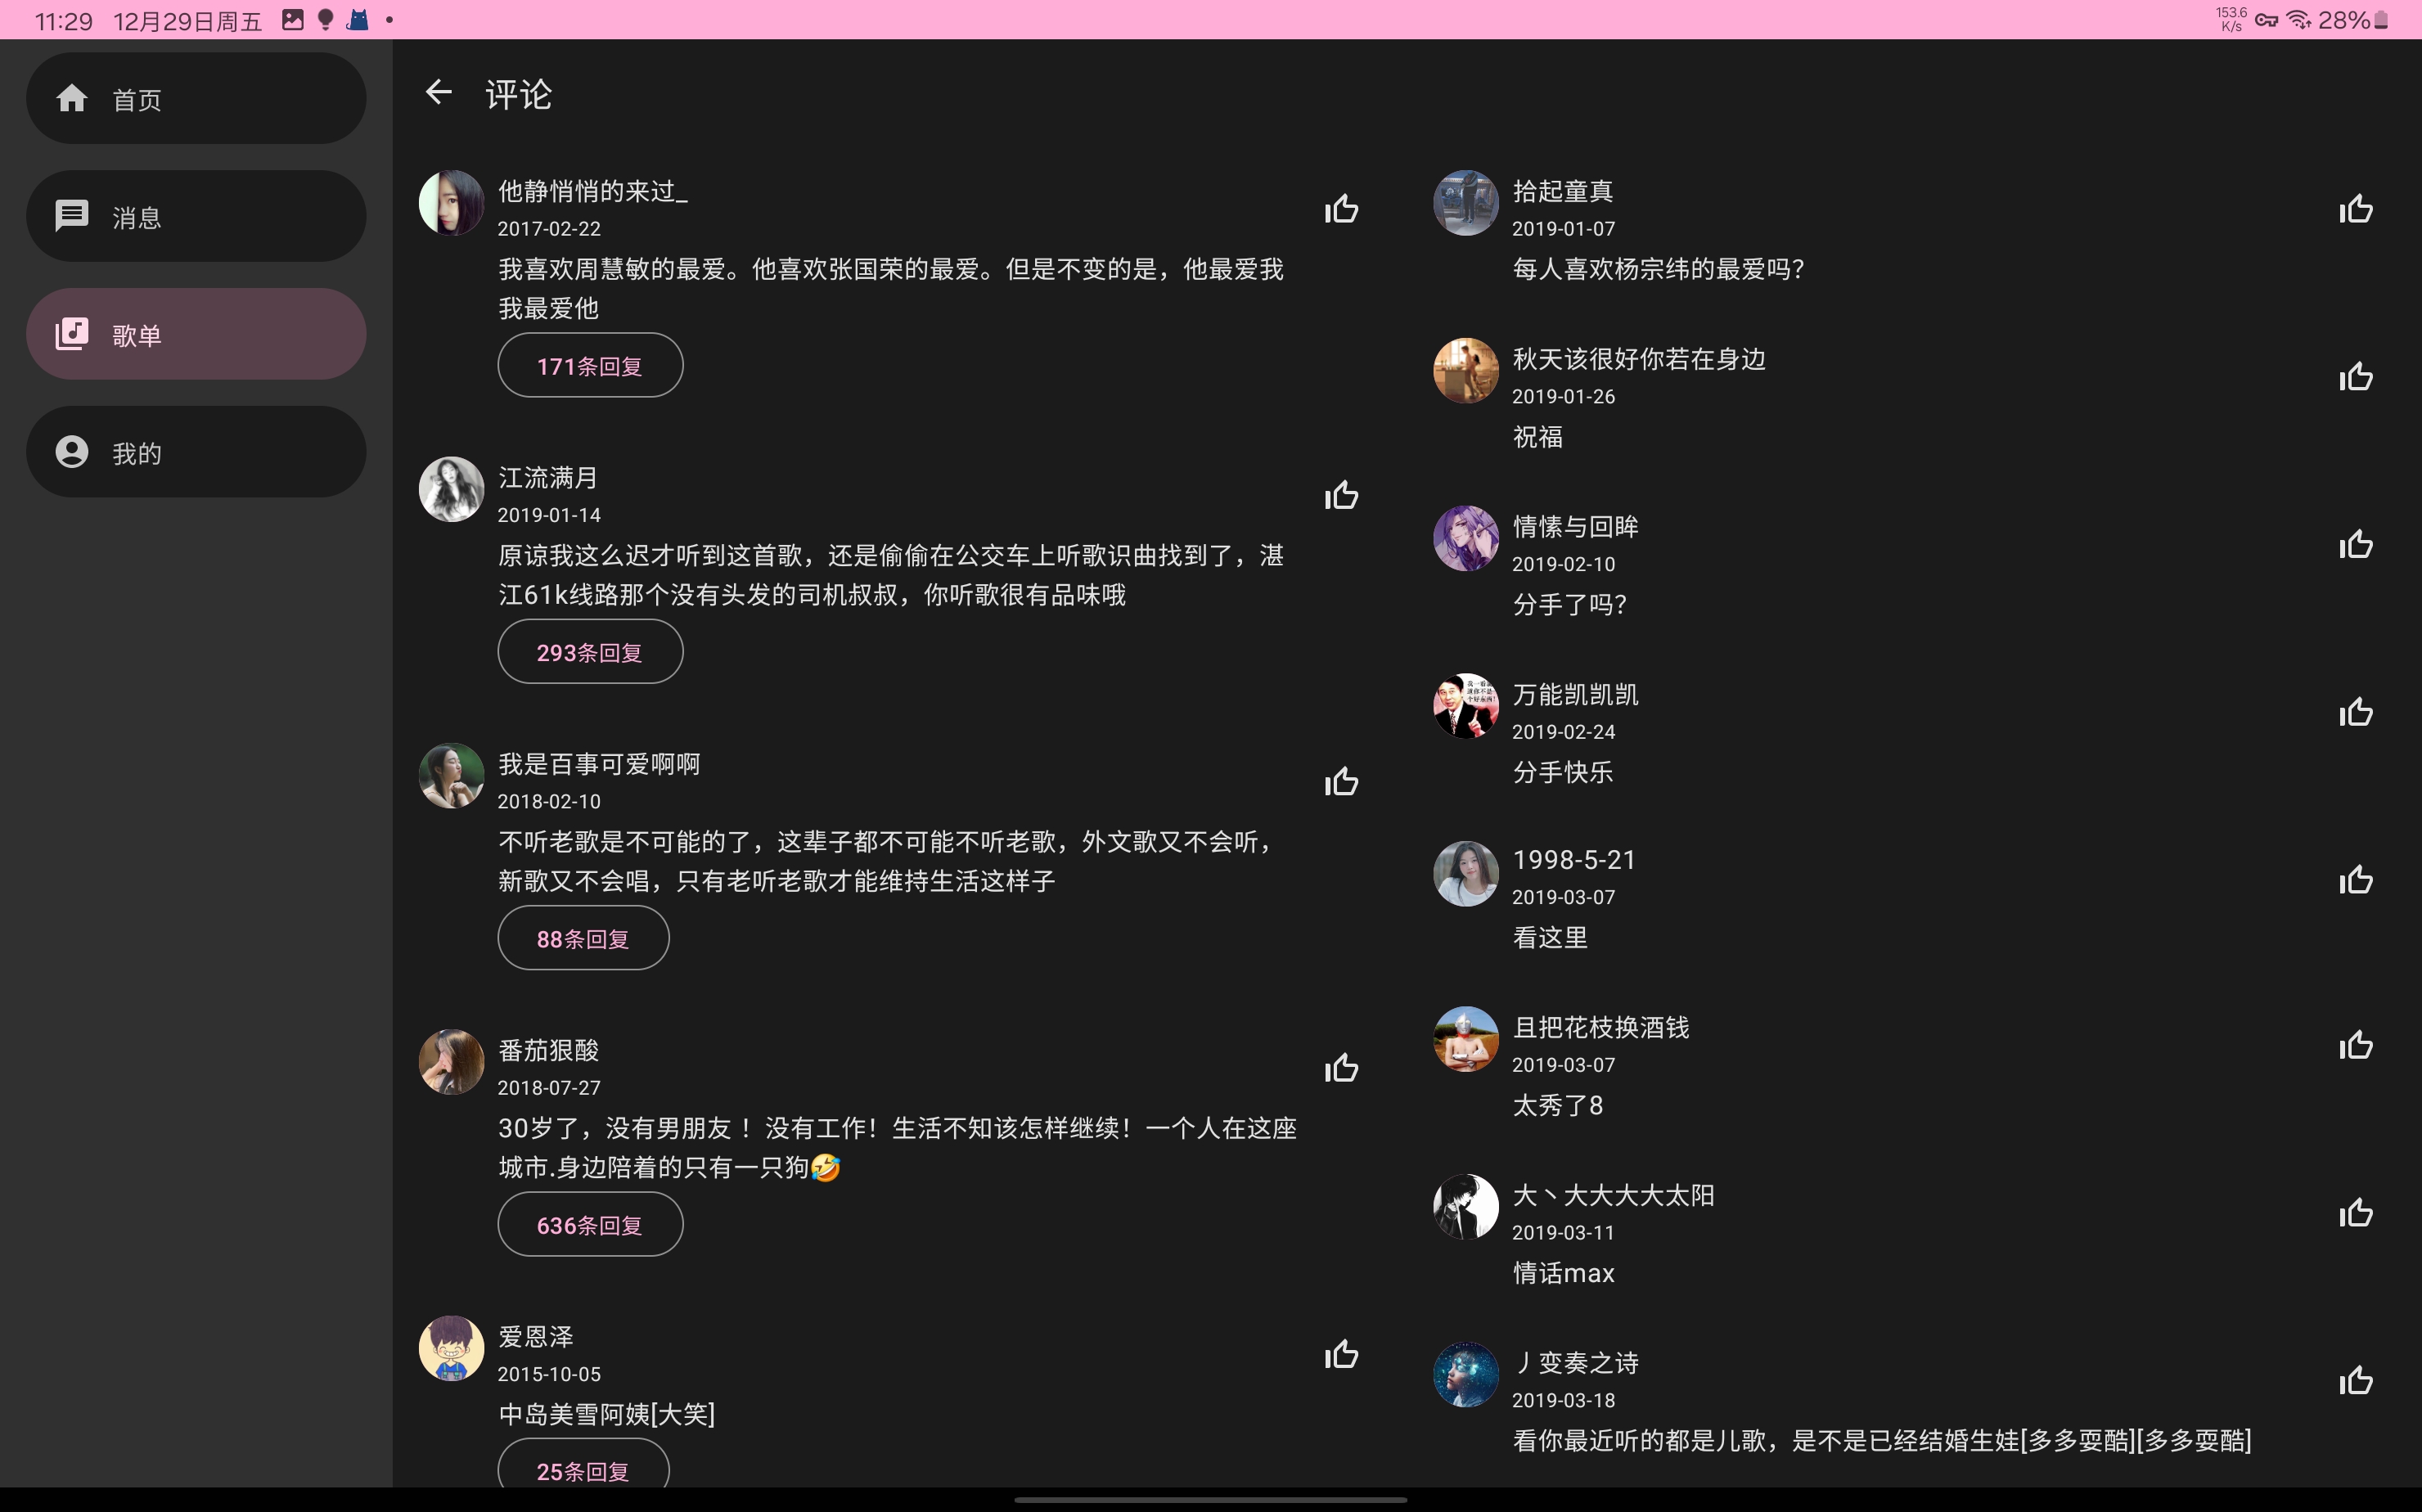 11:29 12月29日周五
153.6 K/s 28%
首页
消息
歌单
我的
评论
他静悄悄的来过_
2017-02-22
我喜欢周慧敏的最爱。他喜欢张国荣的最爱。但是不变的是，他最爱我
我最爱他
171条回复
江流满月
2019-01-14
原谅我这么迟才听到这首歌，还是偷偷在公交车上听歌识曲找到了，湛
江61k线路那个没有头发的司机叔叔，你听歌很有品味哦
293条回复
我是百事可爱啊啊
2018-02-10
不听老歌是不可能的了，这辈子都不可能不听老歌，外文歌又不会听，
新歌又不会唱，只有老听老歌才能维持生活这样子
88条回复
番茄狠酸
2018-07-27
30岁了，没有男朋友 ！没有工作！生活不知该怎样继续！一个人在这座
城市.身边陪着的只有一只狗🤣
636条回复
爱恩泽
2015-10-05
中岛美雪阿姨[大笑]
25条回复
拾起童真
2019-01-07
每人喜欢杨宗纬的最爱吗？
秋天该很好你若在身边
2019-01-26
祝福
情愫与回眸
2019-02-10
分手了吗？
万能凯凯凯
2019-02-24
分手快乐
1998-5-21
2019-03-07
看这里
且把花枝换酒钱
2019-03-07
太秀了8
大丶大大大大太阳
2019-03-11
情话max
丿变奏之诗
2019-03-18
看你最近听的都是儿歌，是不是已经结婚生娃[多多耍酷][多多耍酷]